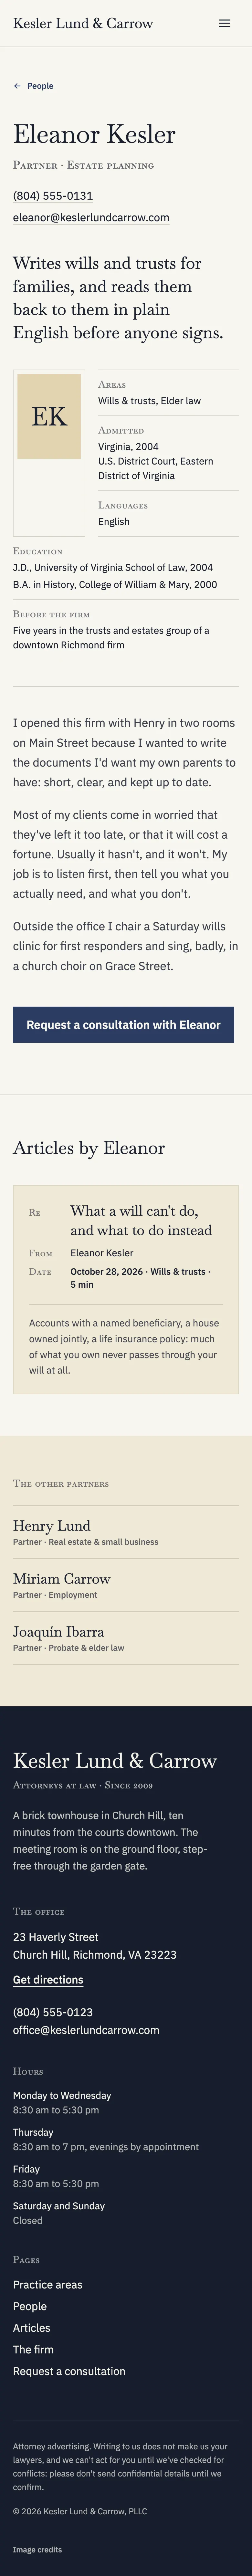 Kesler Lund & Carrow
← People
Eleanor Kesler
Partner · Estate planning
(804) 555-0131
eleanor@keslerlundcarrow.com
Writes wills and trusts for
families, and reads them
back to them in plain
English before anyone signs.
EK
Areas
Wills & trusts, Elder law
Admitted
Virginia, 2004
U.S. District Court, Eastern
District of Virginia
Languages
English
Education
J.D., University of Virginia School of Law, 2004
B.A. in History, College of William & Mary, 2000
Before the firm
Five years in the trusts and estates group of a
downtown Richmond firm
I opened this firm with Henry in two rooms
on Main Street because I wanted to write
the documents I'd want my own parents to
have: short, clear, and kept up to date.
Most of my clients come in worried that
they've left it too late, or that it will cost a
fortune. Usually it hasn't, and it won't. My
job is to listen first, then tell you what you
actually need, and what you don't.
Outside the office I chair a Saturday wills
clinic for first responders and sing, badly, in
a church choir on Grace Street.
Request a consultation with Eleanor
Articles by Eleanor
Re
What a will can't do,
and what to do instead
From
Eleanor Kesler
Date
October 28, 2026 · Wills & trusts ·
5 min
Accounts with a named beneficiary, a house
owned jointly, a life insurance policy: much
of what you own never passes through your
will at all.
The other partners
Henry Lund
Partner · Real estate & small business
Miriam Carrow
Partner · Employment
Joaquín Ibarra
Partner · Probate & elder law
Kesler Lund & Carrow
Attorneys at law · Since 2009
A brick townhouse in Church Hill, ten
minutes from the courts downtown. The
meeting room is on the ground floor, step-
free through the garden gate.
The office
23 Haverly Street
Church Hill, Richmond, VA 23223
Get directions
(804) 555-0123
office@keslerlundcarrow.com
Hours
Monday to Wednesday
8:30 am to 5:30 pm
Thursday
8:30 am to 7 pm, evenings by appointment
Friday
8:30 am to 5:30 pm
Saturday and Sunday
Closed
Pages
Practice areas
People
Articles
The firm
Request a consultation
Attorney advertising. Writing to us does not make us your
lawyers, and we can't act for you until we've checked for
conflicts: please don't send confidential details until we
confirm.
© 2026 Kesler Lund & Carrow, PLLC
Image credits